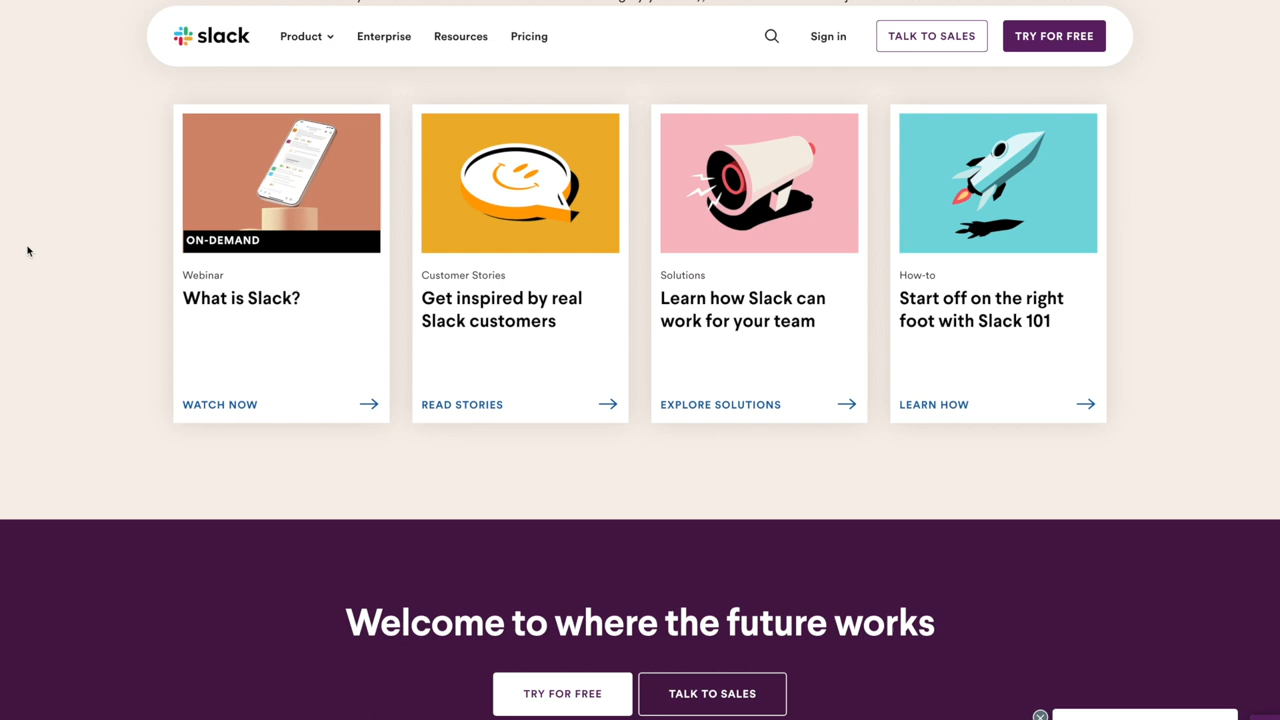 slack
Product
Enterprise
Resources
Pricing
Sign in
TALK TO SALES
TRY FOR FREE
ON-DEMAND
Webinar
What is Slack?
WATCH NOW
Customer Stories
Get inspired by real
Slack customers
READ STORIES
Solutions
Learn how Slack can
work for your team
EXPLORE SOLUTIONS
How-to
Start off on the right
foot with Slack 101
LEARN HOW
Welcome to where the future works
TRY FOR FREE
TALK TO SALES